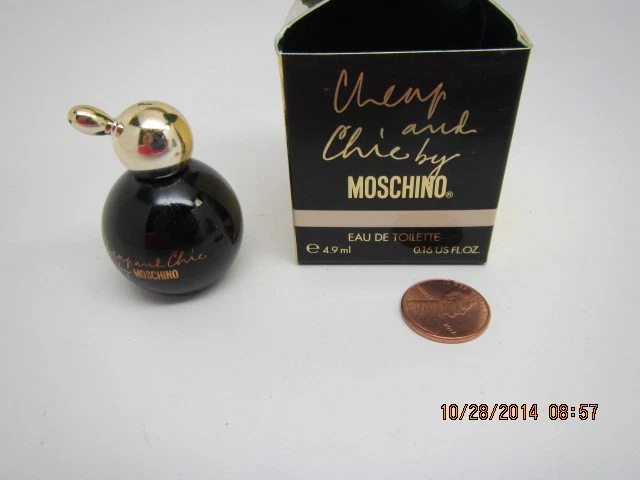 Cheap
and
Chic by
MOSCHINO®
EAU DE TOILETTE
e 4.9 ml 0.16 US FL.OZ.
Cheap and Chic
by MOSCHINO
10/28/2014 08:57